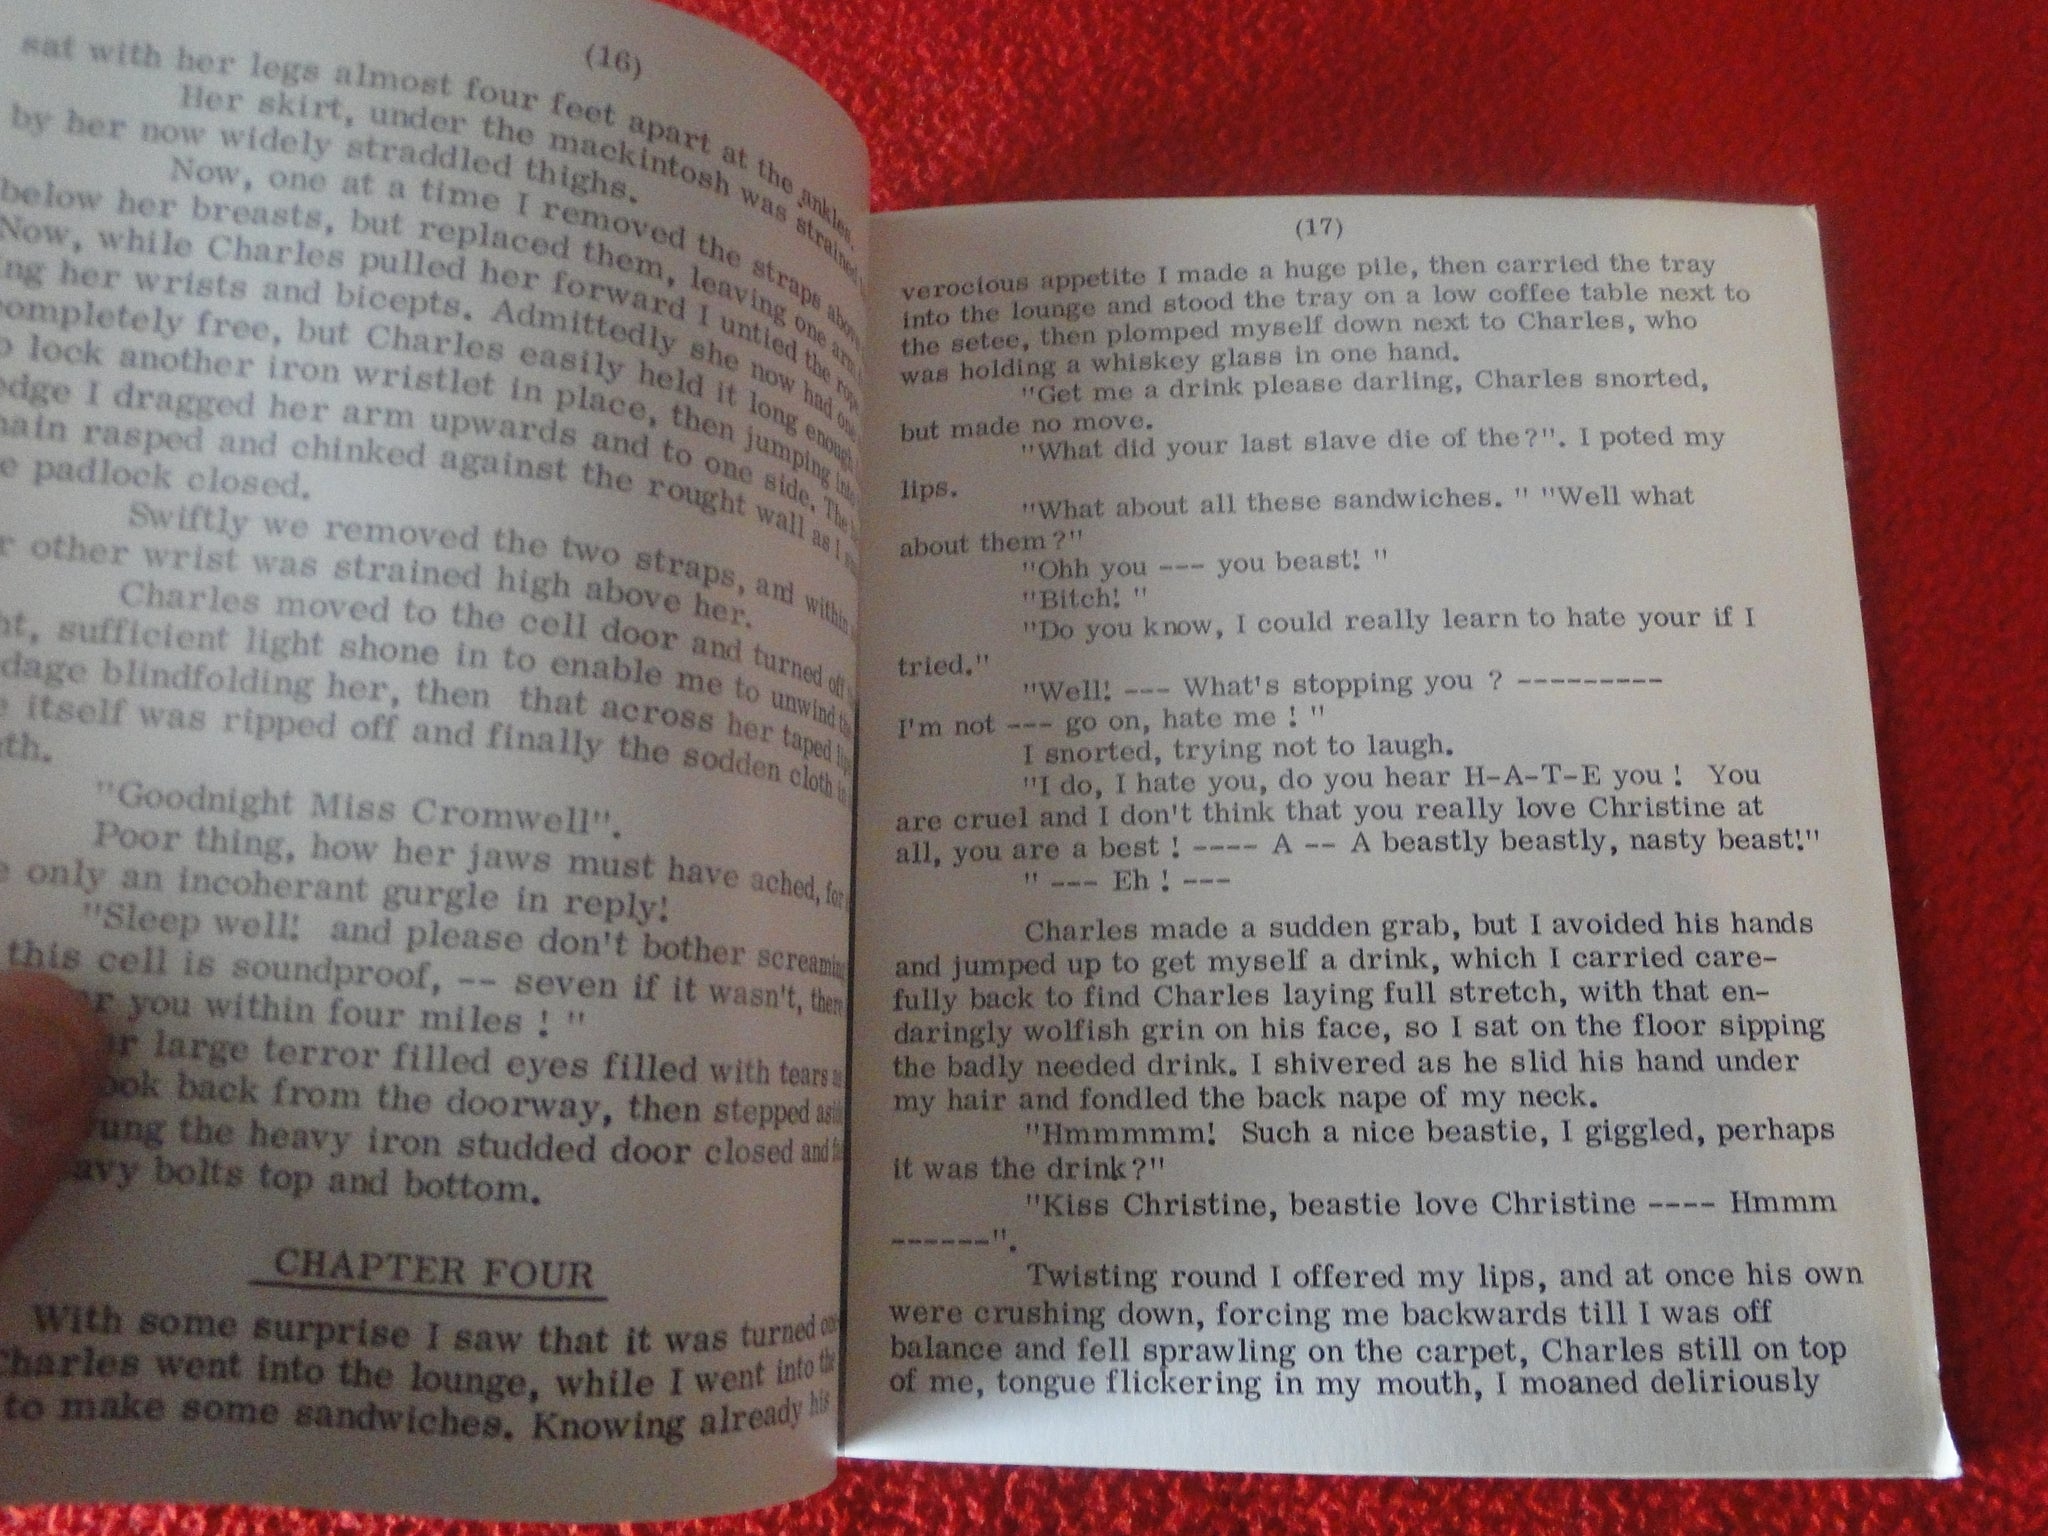 (16)
sat with her legs almost four feet apart at the ankles.
Her skirt, under the mackintosh was strained
by her now widely straddled thighs.
Now, one at a time I removed the straps above
below her breasts, but replaced them, leaving one arm
Now, while Charles pulled her forward I untied the rope
ing her wrists and bicepts. Admittedly she now had one
completely free, but Charles easily held it long enough
o lock another iron wristlet in place, then jumping
edge I dragged her arm upwards and to one side. The
hain rasped and chinked against the rought wall as I
e padlock closed.
Swiftly we removed the two straps, and within
r other wrist was strained high above her.
Charles moved to the cell door and turned off
ht, sufficient light shone in to enable me to unwind
dage blindfolding her, then that across her taped
e itself was ripped off and finally the sodden cloth in
th.
"Goodnight Miss Cromwell".
Poor thing, how her jaws must have ached, for
e only an incoherant gurgle in reply!
"Sleep well! and please don't bother screaming
this cell is soundproof, -- seven if it wasn't, there
r you within four miles ! "
r large terror filled eyes filled with tears
ook back from the doorway, then stepped
ung the heavy iron studded door closed and
avy bolts top and bottom.
CHAPTER FOUR
With some surprise I saw that it was turned
Charles went into the lounge, while I went into the
to make some sandwiches. Knowing already his
(17)
verocious appetite I made a huge pile, then carried the tray
into the lounge and stood the tray on a low coffee table next to
the setee, then plomped myself down next to Charles, who
was holding a whiskey glass in one hand.
"Get me a drink please darling, Charles snorted,
but made no move.
"What did your last slave die of the?". I poted my
lips.
"What about all these sandwiches. " "Well what
about them?"
"Ohh you --- you beast! "
"Bitch! "
"Do you know, I could really learn to hate your if I
tried."
"Well! --- What's stopping you ? ---------
I'm not --- go on, hate me ! "
I snorted, trying not to laugh.
"I do, I hate you, do you hear H-A-T-E you ! You
are cruel and I don't think that you really love Christine at
all, you are a best ! ---- A -- A beastly beastly, nasty beast!"
" --- Eh ! ---
Charles made a sudden grab, but I avoided his hands
and jumped up to get myself a drink, which I carried care-
fully back to find Charles laying full stretch, with that en-
daringly wolfish grin on his face, so I sat on the floor sipping
the badly needed drink. I shivered as he slid his hand under
my hair and fondled the back nape of my neck.
"Hmmmmm! Such a nice beastie, I giggled, perhaps
it was the drink?"
"Kiss Christine, beastie love Christine ---- Hmmm
------".
Twisting round I offered my lips, and at once his own
were crushing down, forcing me backwards till I was off
balance and fell sprawling on the carpet, Charles still on top
of me, tongue flickering in my mouth, I moaned deliriously